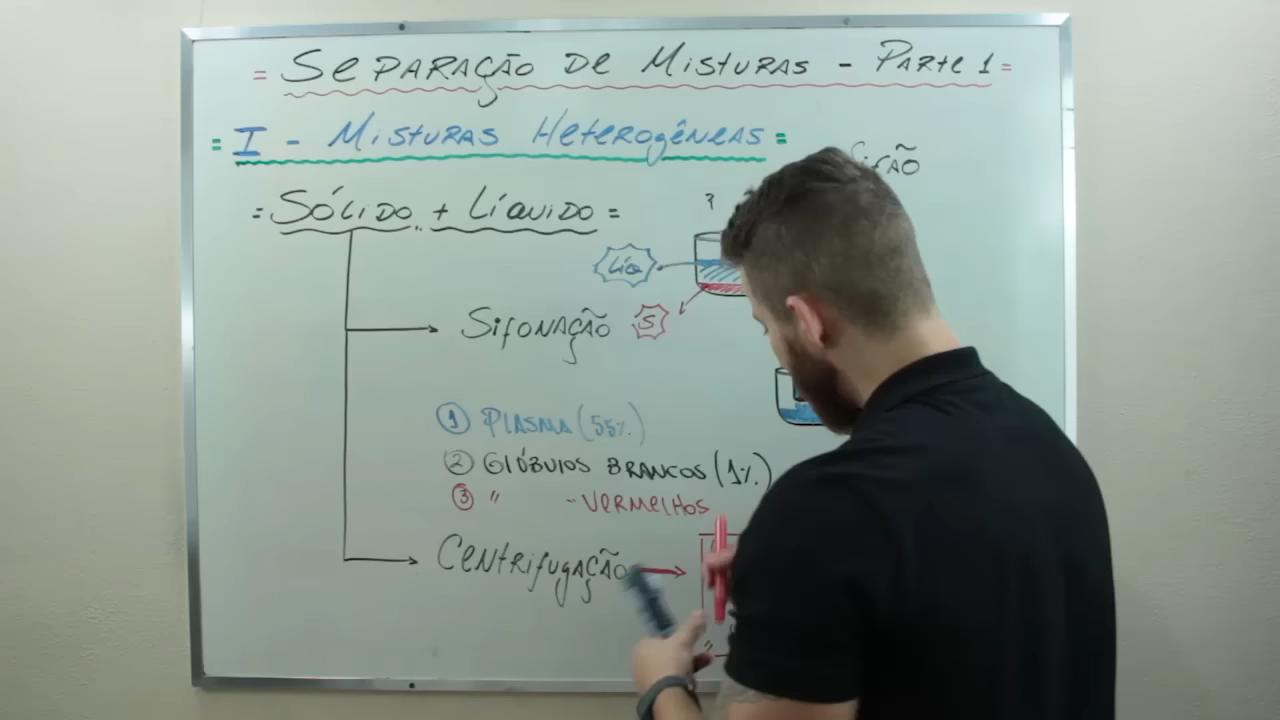 = Separação de Misturas - Parte 1 =
= I - Misturas Heterogêneas =
= Sólido + Líquido =
?
Líq
Sifonação
S
① Plasma (55%)
② Glóbulos Brancos (1%)
③ " - Vermelhos
Centrifugação